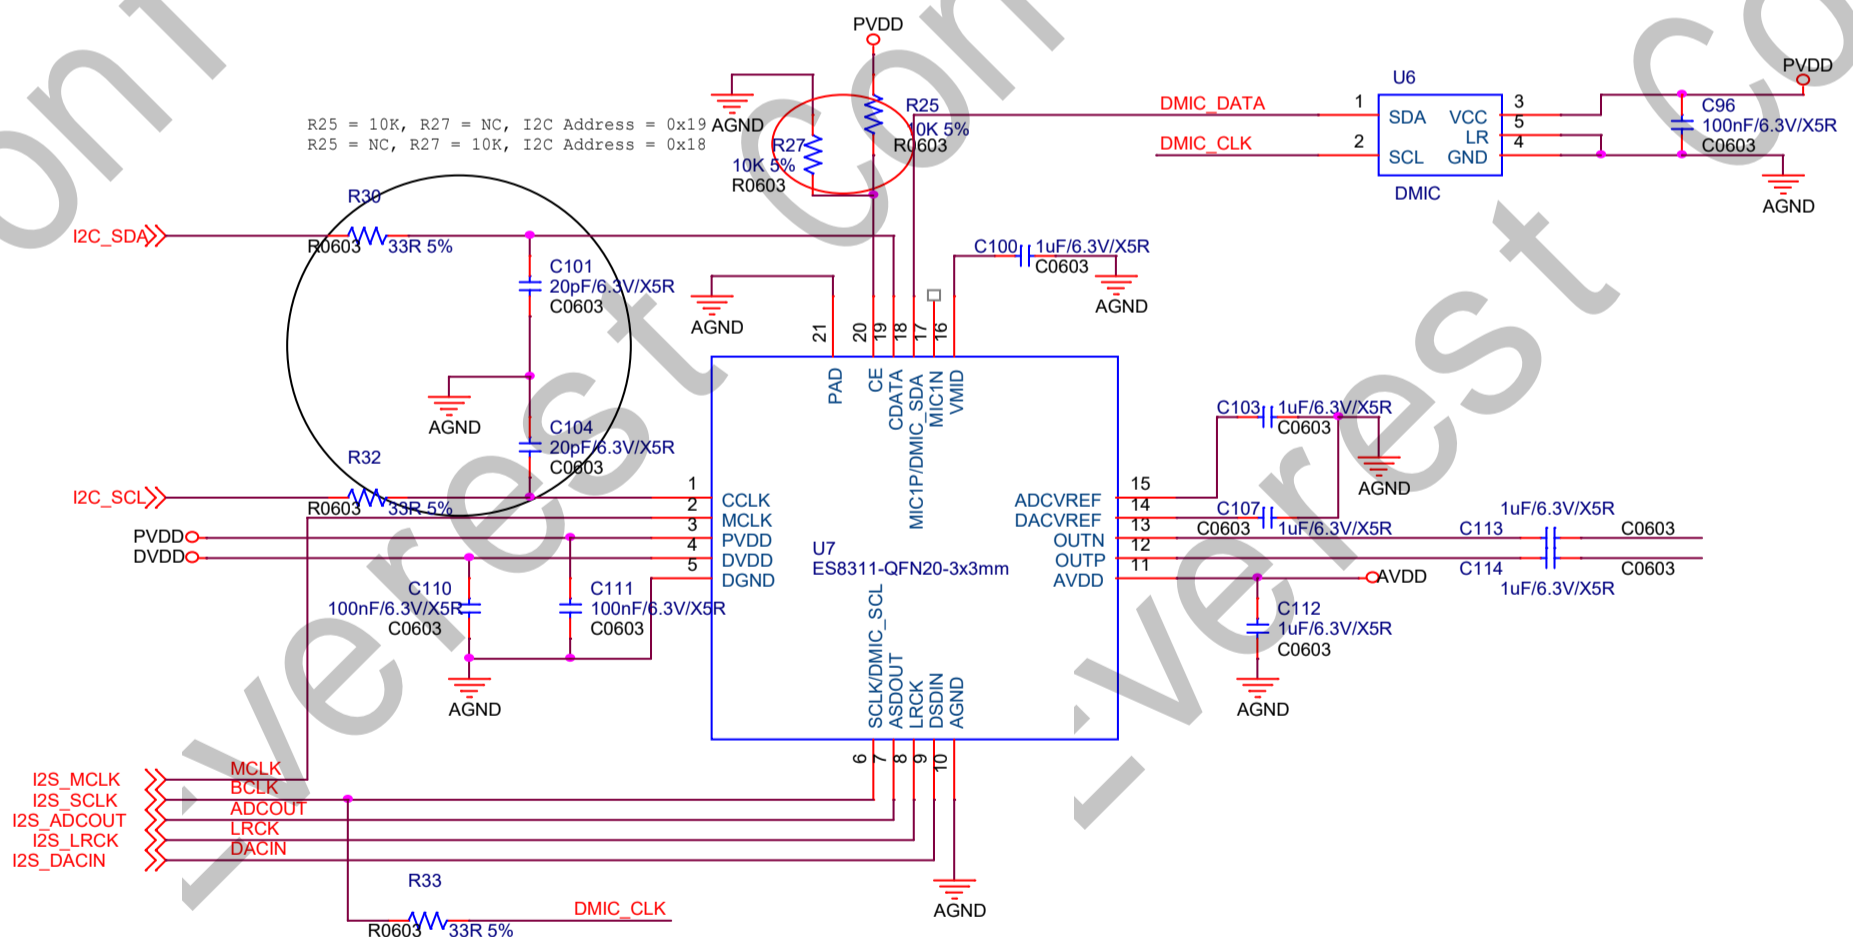 PVDD
R25 = 10K, R27 = NC, I2C Address = 0x19
R25 = NC, R27 = 10K, I2C Address = 0x18
AGND
R25
10K 5%
R0603
R27
10K 5%
R0603
DMIC_DATA
DMIC_CLK
U6
1
2
SDA
SCL
VCC
LR
GND
3
5
4
DMIC
PVDD
C96
100nF/6.3V/X5R
C0603
AGND
I2C_SDA
R30
R0603
33R 5%
C101
20pF/6.3V/X5R
C0603
AGND
C104
20pF/6.3V/X5R
C0603
I2C_SCL
R32
R0603
33R 5%
AGND
C100
1uF/6.3V/X5R
C0603
AGND
21
20
19
18
17
16
PAD
CE
CDATA
MIC1P/DMIC_SDA
MIC1N
VMID
1
2
3
4
5
CCLK
MCLK
PVDD
DVDD
DGND
U7
ES8311-QFN20-3x3mm
ADCVREF
DACVREF
OUTN
OUTP
AVDD
15
14
13
12
11
C103
1uF/6.3V/X5R
C0603
AGND
C107
C0603
1uF/6.3V/X5R
1uF/6.3V/X5R
C113
C0603
C114
C0603
1uF/6.3V/X5R
AVDD
C112
1uF/6.3V/X5R
C0603
AGND
PVDD
DVDD
C110
100nF/6.3V/X5R
C0603
C111
100nF/6.3V/X5R
C0603
AGND
SCLK/DMIC_SCL
ASDOUT
LRCK
DSDIN
AGND
6
7
8
9
10
I2S_MCLK
MCLK
I2S_SCLK
BCLK
I2S_ADCOUT
ADCOUT
I2S_LRCK
LRCK
I2S_DACIN
DACIN
R33
R0603
33R 5%
DMIC_CLK
AGND
Everest
Everest